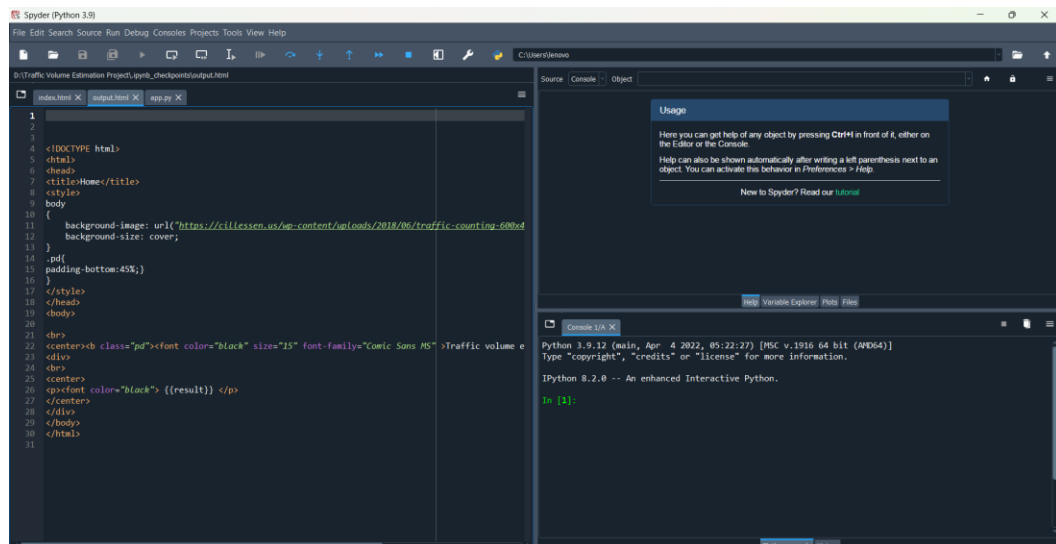 Spyder (Python 3.9)
File Edit Search Source Run Debug Consoles Projects Tools View Help
C:\Users\lenovo
D:\Traffic Volume Estimation Project\.ipynb_checkpoints\output.html
index.html
output.html
app.py
1
2
3
4 <!DOCTYPE html>
5 <html>
6 <head>
7 <title>Home</title>
8 <style>
9 body
10 {
11 background-image: url("https://cillessen.us/wp-content/uploads/2018/06/traffic-counting-600x4
12 background-size: cover;
13 }
14 .pd{
15 padding-bottom:45%;}
16 }
17 </style>
18 </head>
19 <body>
20
21 <br>
22 <center><b class="pd"><font color="black" size="15" font-family="Comic Sans MS" >Traffic volume e
23 <div>
24 <br>
25 <center>
26 <p><font color="black"> {{result}} </p>
27 </center>
28 </div>
29 </body>
30 </html>
31
Source Console Object
Usage
Here you can get help of any object by pressing Ctrl+I in front of it, either on
the Editor or the Console.
Help can also be shown automatically after writing a left parenthesis next to an
object. You can activate this behavior in Preferences > Help.
New to Spyder? Read our tutorial
Help Variable Explorer Plots Files
Console 1/A
Python 3.9.12 (main, Apr 4 2022, 05:22:27) [MSC v.1916 64 bit (AMD64)]
Type "copyright", "credits" or "license" for more information.
IPython 8.2.0 -- An enhanced Interactive Python.
In [1]: